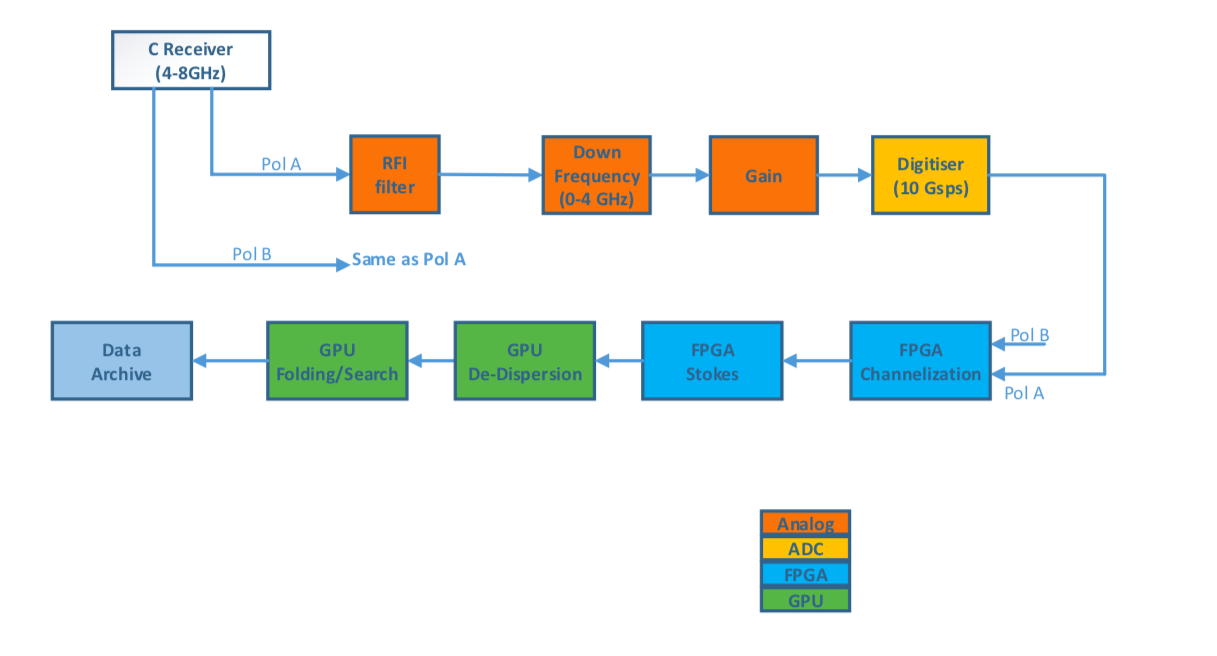 C Receiver
(4-8GHz)
Pol A
RFI
filter
Down
Frequency
(0-4 GHz)
Gain
Digitiser
(10 Gsps)
Pol B
Same as Pol A
Data
Archive
GPU
Folding/Search
GPU
De-Dispersion
FPGA
Stokes
FPGA
Channelization
Pol B
Pol A
Analog
ADC
FPGA
GPU